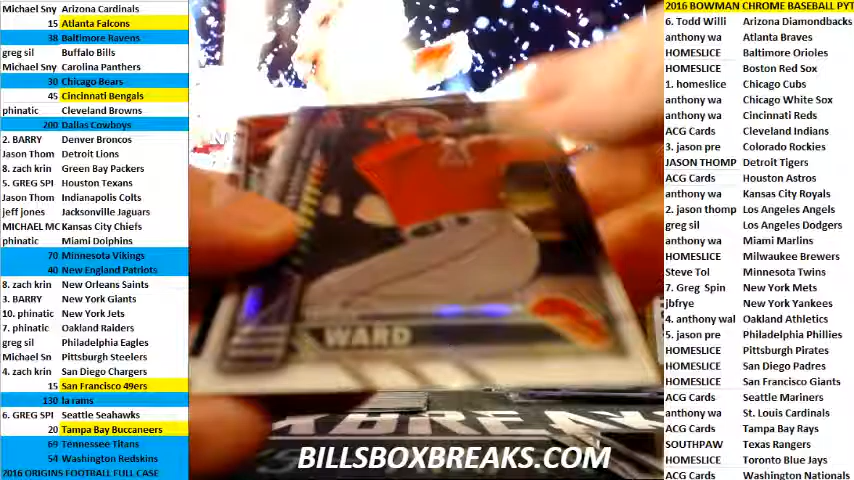 Michael Sny Arizona Cardinals
15 Atlanta Falcons
38 Baltimore Ravens
greg sil Buffalo Bills
Michael Sny Carolina Panthers
30 Chicago Bears
45 Cincinnati Bengals
phinatic Cleveland Browns
200 Dallas Cowboys
2. BARRY Denver Broncos
Jason Thom Detroit Lions
8. zach krin Green Bay Packers
5. GREG SPI Houston Texans
Jason Thom Indianapolis Colts
jeff jones Jacksonville Jaguars
MICHAEL MC Kansas City Chiefs
phinatic Miami Dolphins
70 Minnesota Vikings
40 New England Patriots
8. zach krin New Orleans Saints
3. BARRY New York Giants
10. phinatic New York Jets
7. phinatic Oakland Raiders
greg sil Philadelphia Eagles
Michael Sn Pittsburgh Steelers
4. zach krin San Diego Chargers
15 San Francisco 49ers
130 la rams
6. GREG SPI Seattle Seahawks
20 Tampa Bay Buccaneers
69 Tennessee Titans
54 Washington Redskins
2016 ORIGINS FOOTBALL FULL CASE
WARD
BILLSBOXBREAKS.COM
2016 BOWMAN CHROME BASEBALL PYT
6. Todd Willi Arizona Diamondbacks
anthony wa Atlanta Braves
HOMESLICE Baltimore Orioles
HOMESLICE Boston Red Sox
1. homeslice Chicago Cubs
anthony wa Chicago White Sox
anthony wa Cincinnati Reds
ACG Cards Cleveland Indians
3. jason pre Colorado Rockies
JASON THOMP Detroit Tigers
ACG Cards Houston Astros
anthony wa Kansas City Royals
2. jason thomp Los Angeles Angels
greg sil Los Angeles Dodgers
anthony wa Miami Marlins
HOMESLICE Milwaukee Brewers
Steve Tol Minnesota Twins
7. Greg Spin New York Mets
jbfrye New York Yankees
4. anthony wal Oakland Athletics
5. jason pre Philadelphia Phillies
HOMESLICE Pittsburgh Pirates
HOMESLICE San Diego Padres
HOMESLICE San Francisco Giants
ACG Cards Seattle Mariners
anthony wa St. Louis Cardinals
ACG Cards Tampa Bay Rays
SOUTHPAW Texas Rangers
HOMESLICE Toronto Blue Jays
ACG Cards Washington Nationals